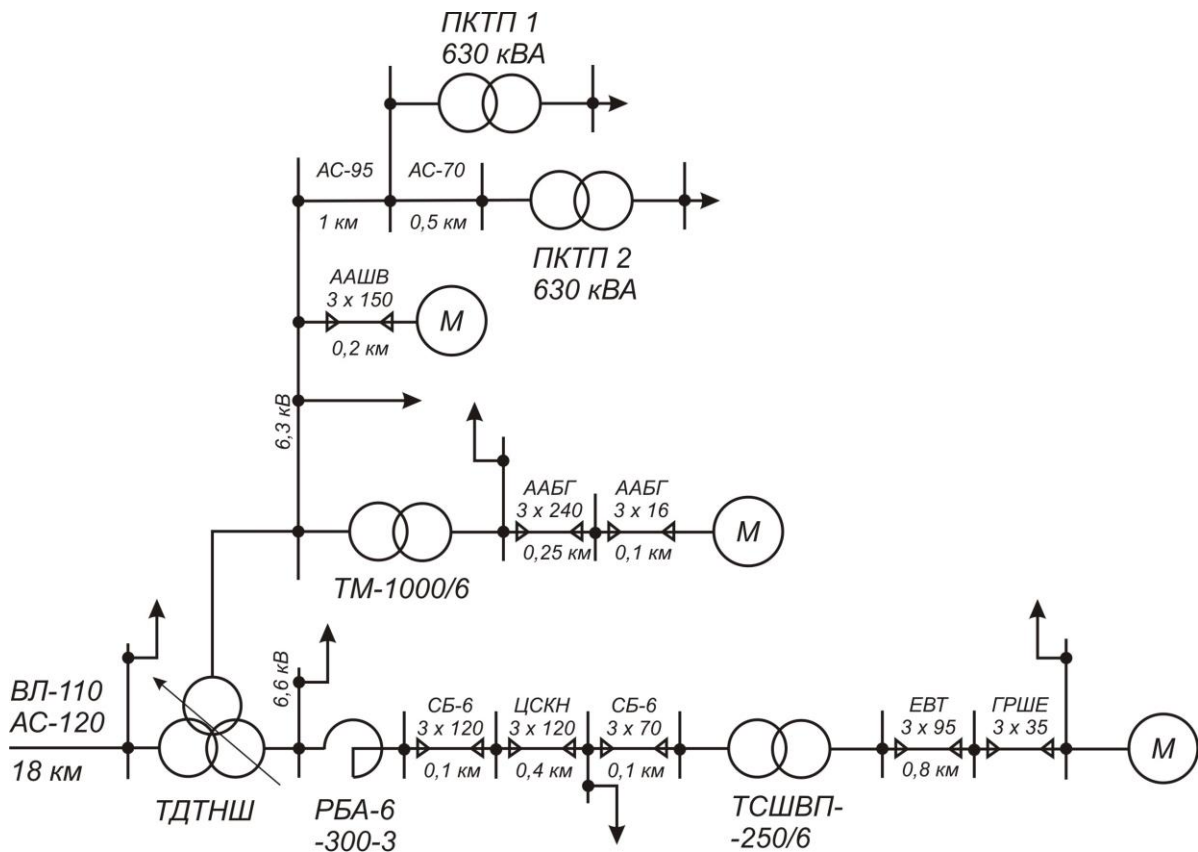 ПКТП 1
630 кВА
АС-95
АС-70
1 км
0,5 км
ПКТП 2
630 кВА
ААШВ
3 х 150
М
0,2 км
6,3 кВ
ААБГ
3 х 240
ААБГ
3 х 16
М
0,25 км
0,1 км
ТМ-1000/6
ВЛ-110
АС-120
18 км
ТДТНШ
6,6 кВ
РБА-6
-300-3
СБ-6
3 х 120
0,1 км
ЦСКН
3 х 120
0,4 км
СБ-6
3 х 70
0,1 км
ТСШВП-
-250/6
ЕВТ
3 х 95
0,8 км
ГРШЕ
3 х 35
М